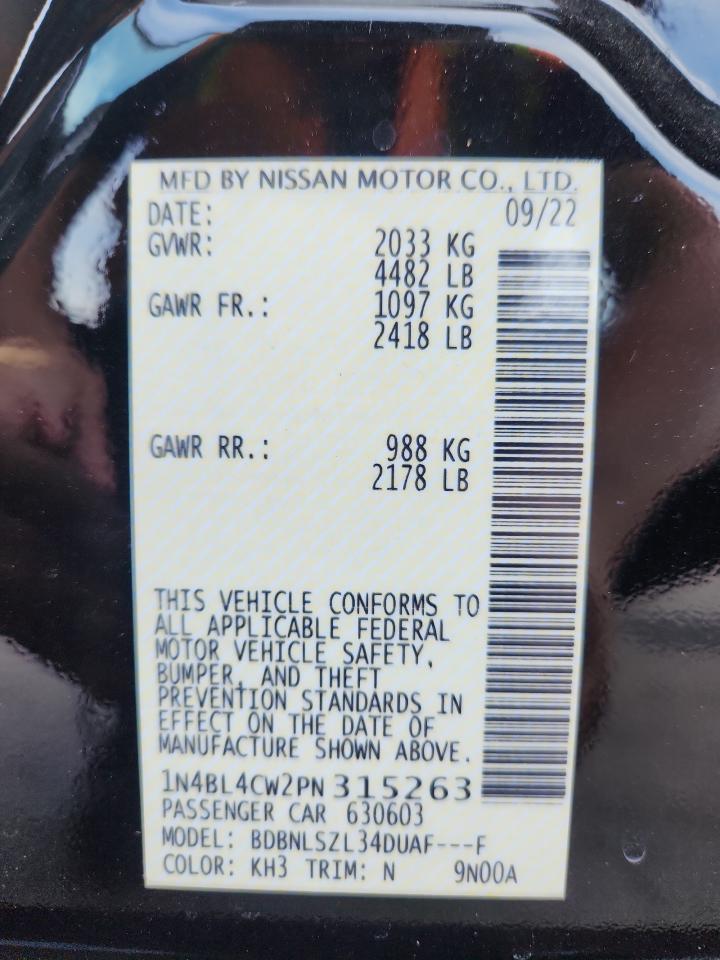 MFD BY NISSAN MOTOR CO., LTD.
DATE: 09/22
GVWR: 2033 KG
4482 LB
GAWR FR.: 1097 KG
2418 LB
GAWR RR.: 988 KG
2178 LB
THIS VEHICLE CONFORMS TO
ALL APPLICABLE FEDERAL
MOTOR VEHICLE SAFETY,
BUMPER, AND THEFT
PREVENTION STANDARDS IN
EFFECT ON THE DATE OF
MANUFACTURE SHOWN ABOVE.
1N4BL4CW2PN315263
PASSENGER CAR 630603
MODEL: BDBNLSZL34DUAF---F
COLOR: KH3 TRIM: N 9N00A